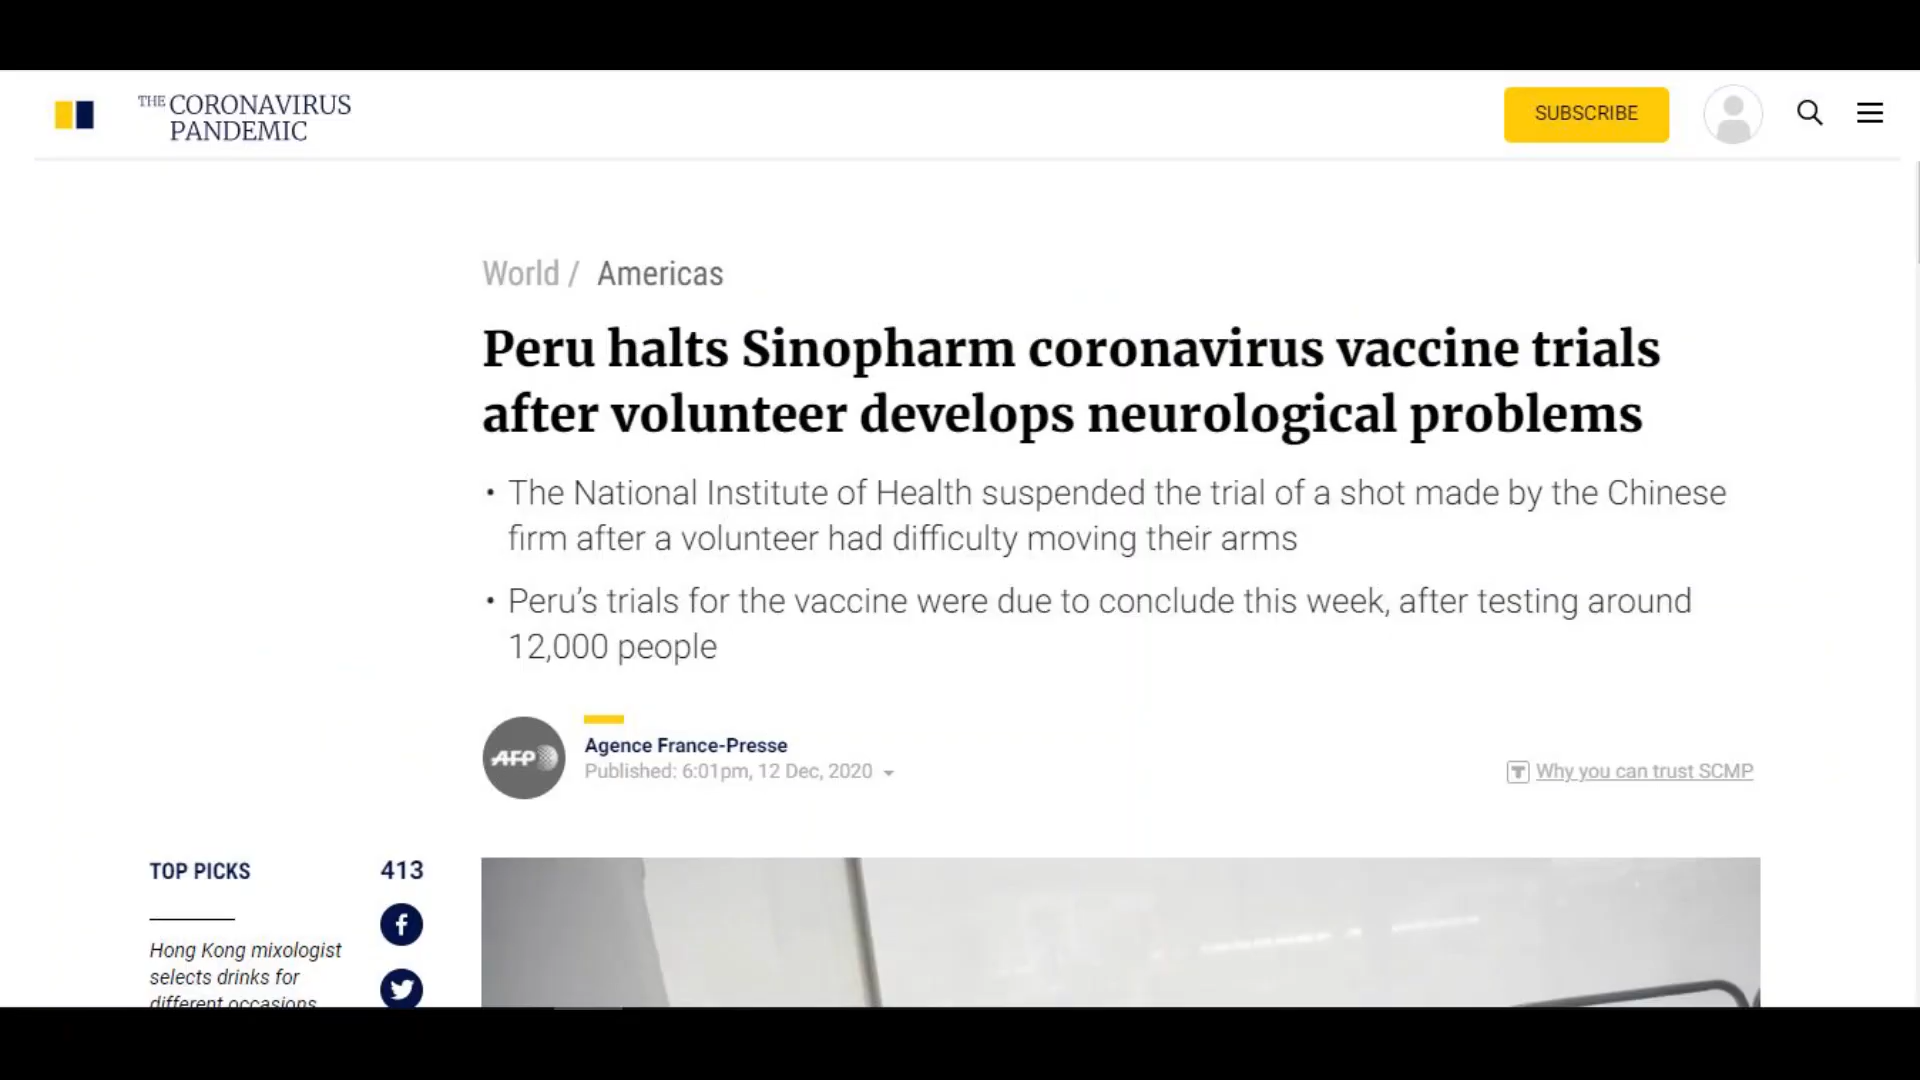 THE CORONAVIRUS
PANDEMIC
SUBSCRIBE
World / Americas
Peru halts Sinopharm coronavirus vaccine trials
after volunteer develops neurological problems
• The National Institute of Health suspended the trial of a shot made by the Chinese
firm after a volunteer had difficulty moving their arms
• Peru’s trials for the vaccine were due to conclude this week, after testing around
12,000 people
AFP
Agence France-Presse
Published: 6:01pm, 12 Dec, 2020
T Why you can trust SCMP
TOP PICKS
413
Hong Kong mixologist
selects drinks for
different occasions